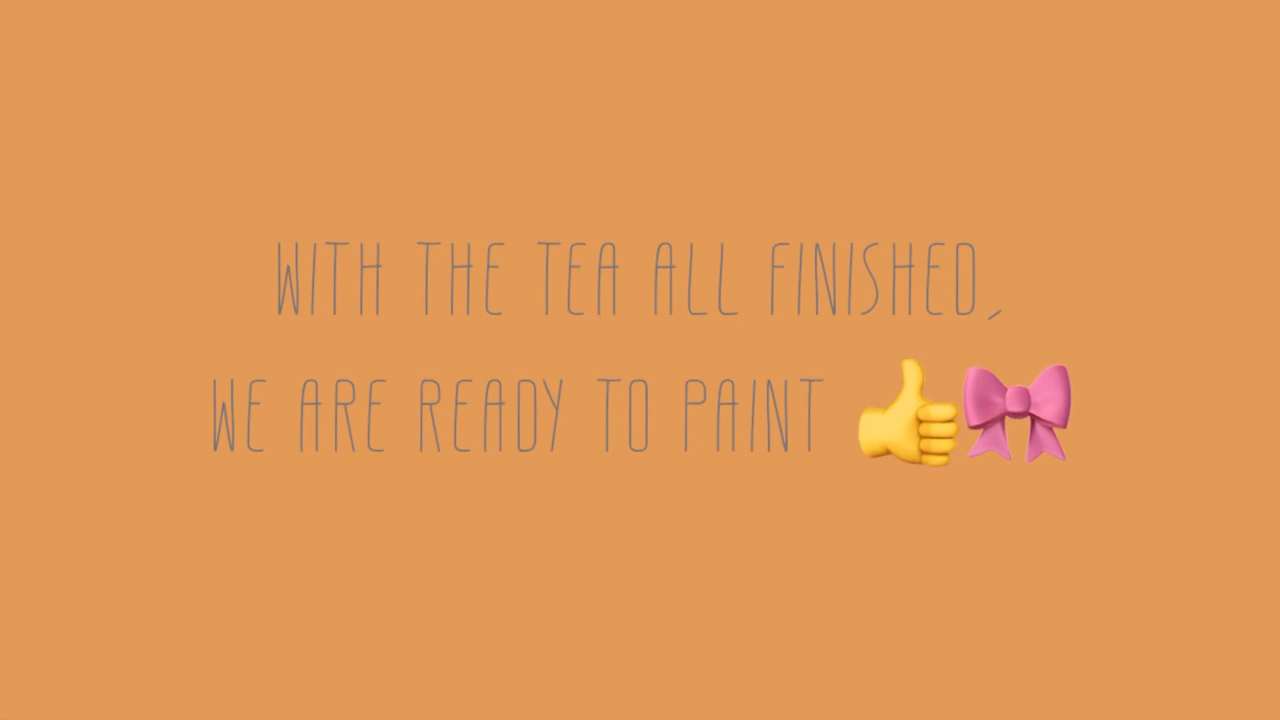 WITH THE TEA ALL FINISHED,
WE ARE READY TO PAINT 👍🎀